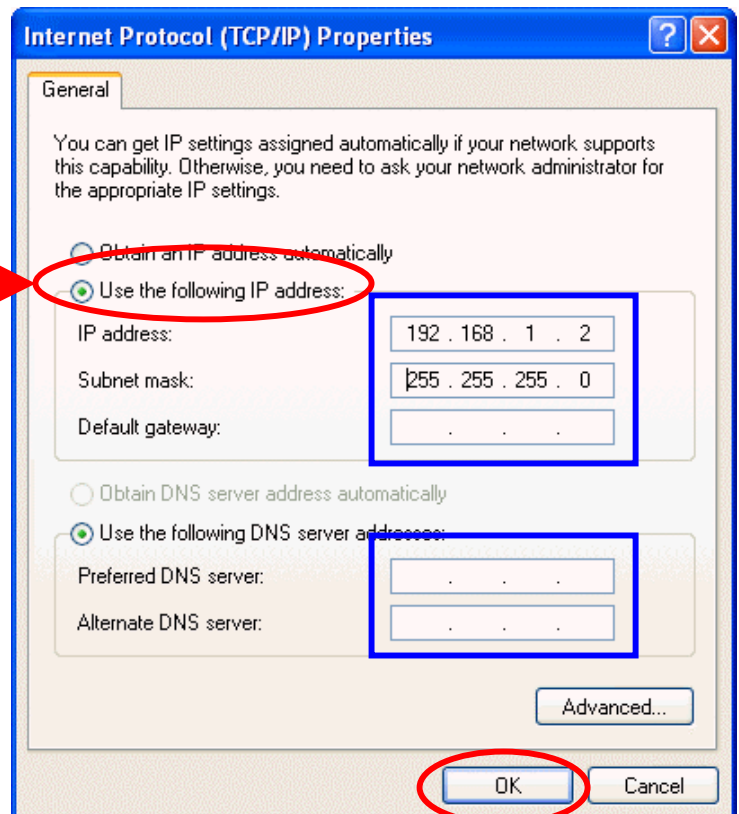 Internet Protocol (TCP/IP) Properties
?
General
You can get IP settings assigned automatically if your network supports
this capability. Otherwise, you need to ask your network administrator for
the appropriate IP settings.
Obtain an IP address automatically
Use the following IP address:
IP address: 192 . 168 . 1 . 2
Subnet mask: 255 . 255 . 255 . 0
Default gateway: . . .
Obtain DNS server address automatically
Use the following DNS server addresses:
Preferred DNS server: . . .
Alternate DNS server: . . .
Advanced...
OK Cancel